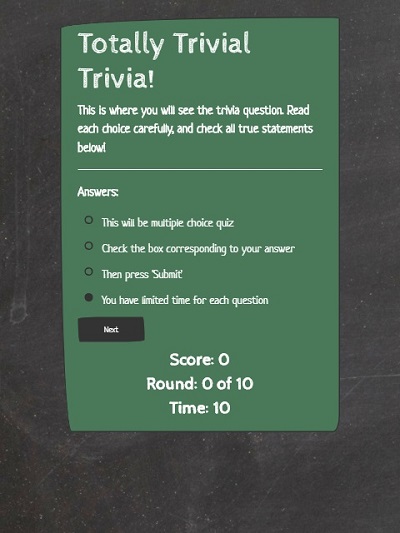 Totally Trivial
Trivia!
This is where you will see the trivia question. Read
each choice carefully, and check all true statements
below!
Answers:
This will be multiple choice quiz
Check the box corresponding to your answer
Then press 'Submit'
You have limited time for each question
Next
Score: 0
Round: 0 of 10
Time: 10